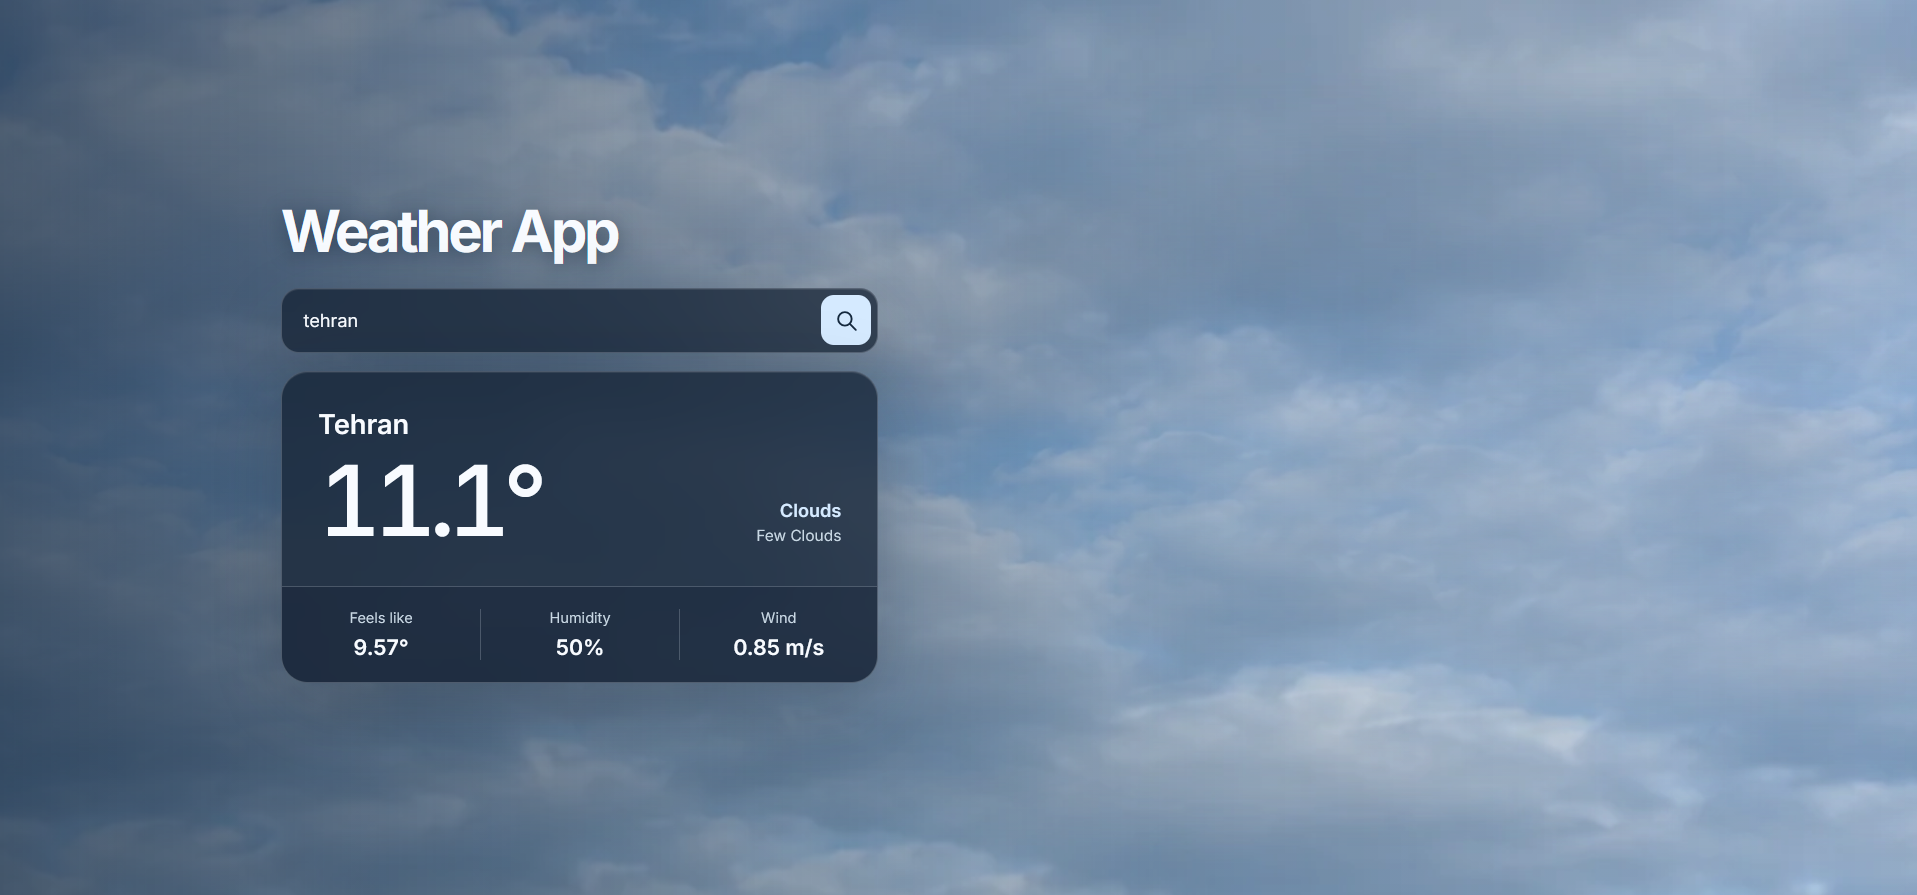 Weather App
tehran
Tehran
11.1°
Clouds
Few Clouds
Feels like
9.57°
Humidity
50%
Wind
0.85 m/s